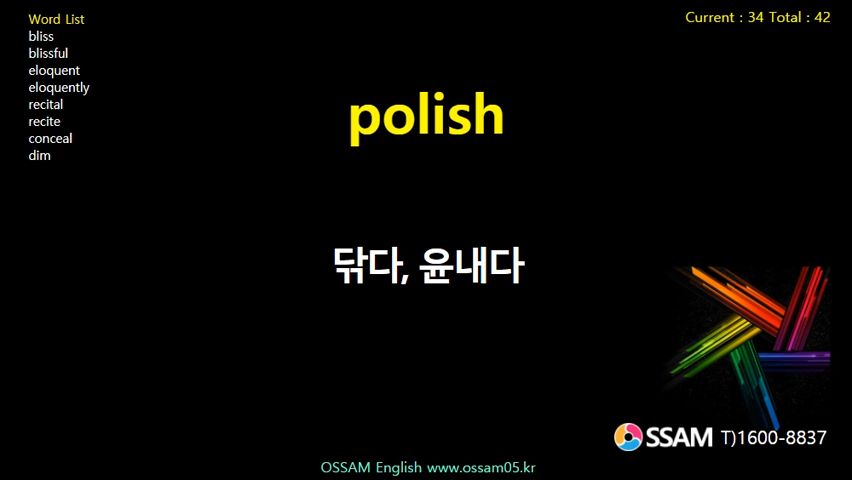 Word List
bliss
blissful
eloquent
eloquently
recital
recite
conceal
dim
Current : 34 Total : 42
polish
닦다, 윤내다
OSSAM T)1600-8837
OSSAM English www.ossam05.kr